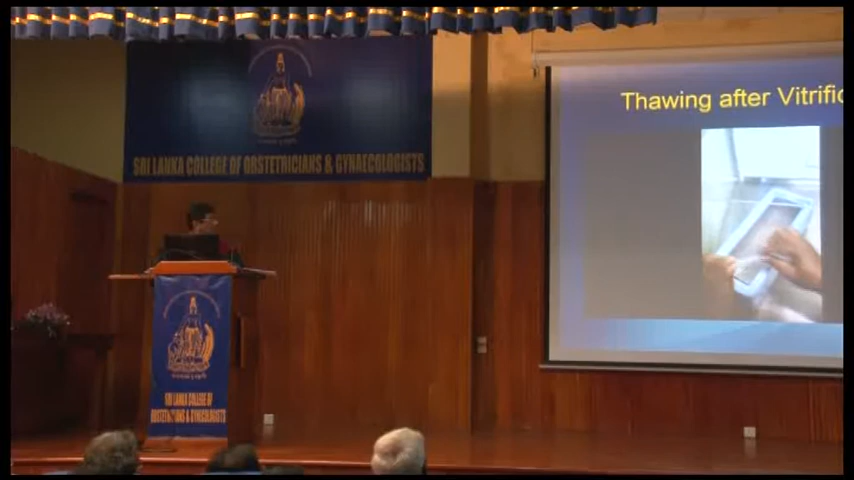 SRI LANKA COLLEGE OF OBSTETRICIANS & GYNAECOLOGISTS
Thawing after Vitrific
SRI LANKA COLLEGE OF
OBSTETRICIANS & GYNAECOLOGISTS